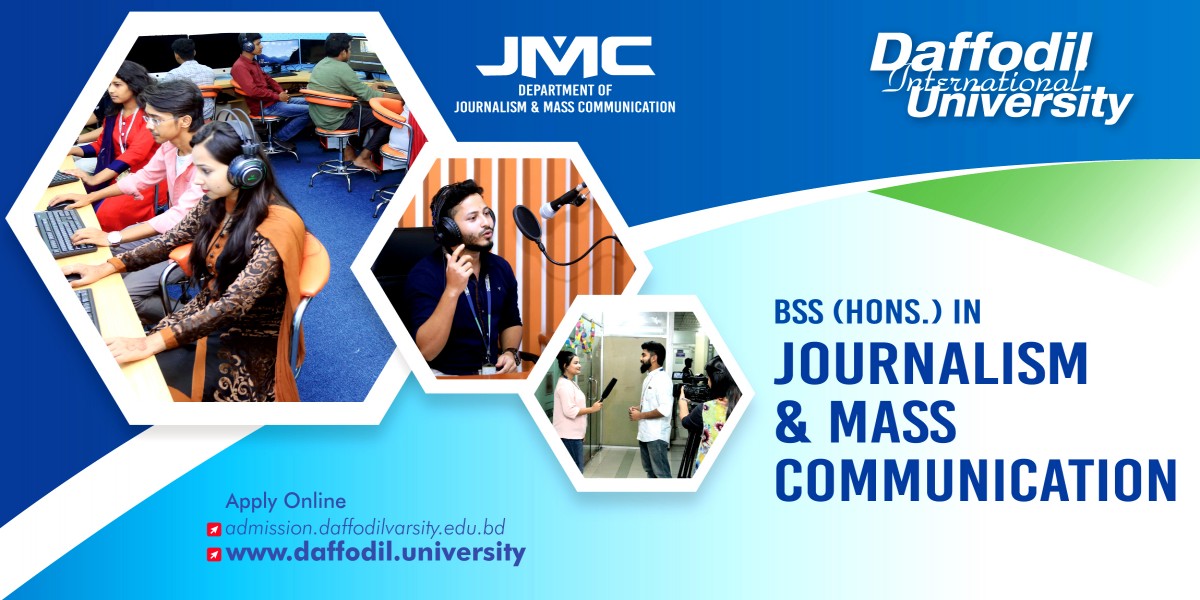 JMC
DEPARTMENT OF
JOURNALISM & MASS COMMUNICATION
Daffodil
International
University
BSS (HONS.) IN
JOURNALISM
& MASS
COMMUNICATION
Apply Online
admission.daffodilvarsity.edu.bd
www.daffodil.university